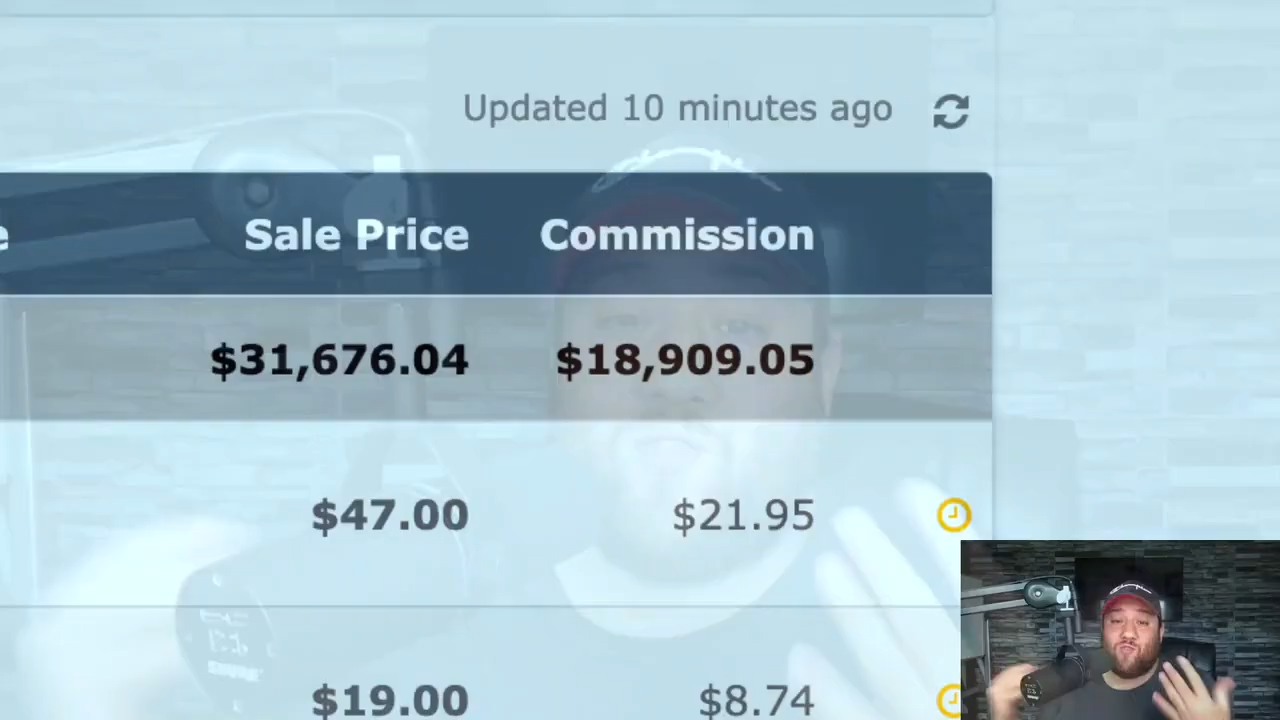 Updated 10 minutes ago
e Sale Price Commission
$31,676.04 $18,909.05
$47.00 $21.95
$19.00 $8.74